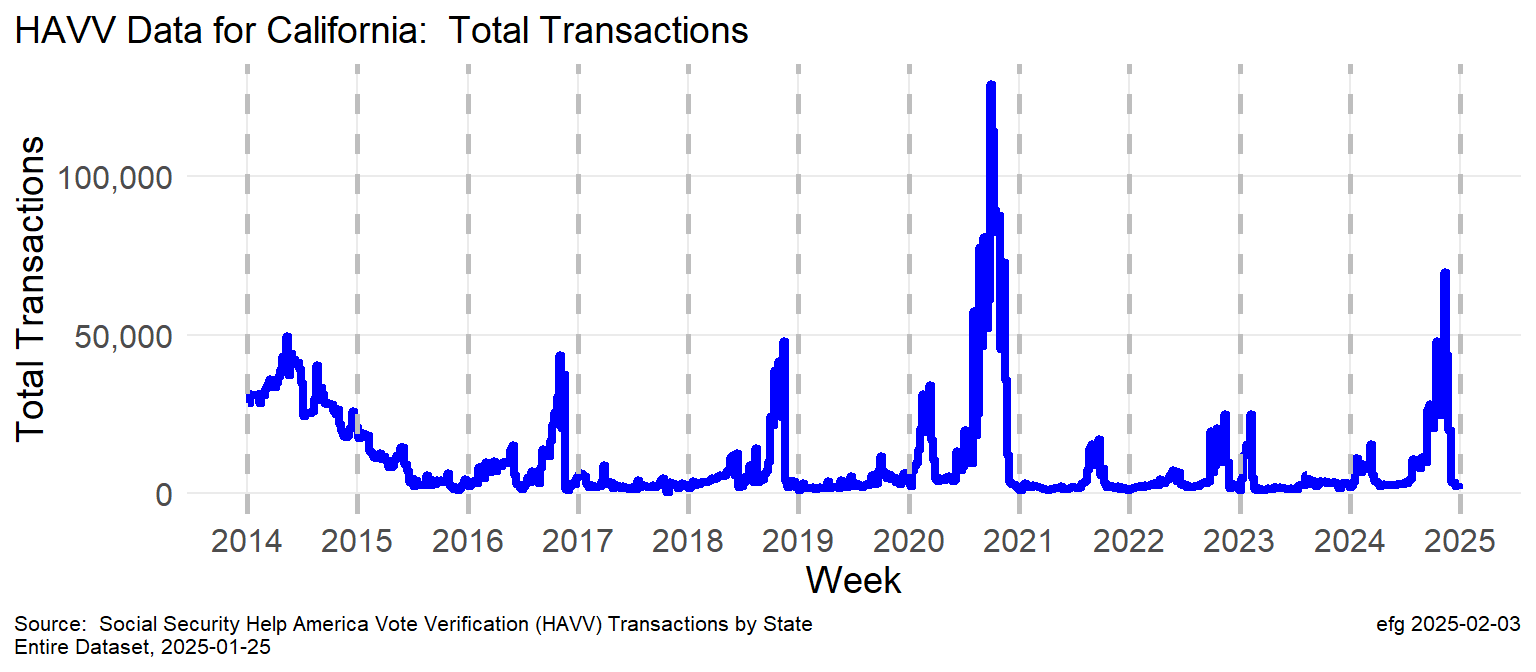 HAVV Data for California:  Total Transactions
Total Transactions
100,000
50,000
0
2014 2015 2016 2017 2018 2019 2020 2021 2022 2023 2024 2025
Week
Source:  Social Security Help America Vote Verification (HAVV) Transactions by State
Entire Dataset, 2025-01-25
efg 2025-02-03